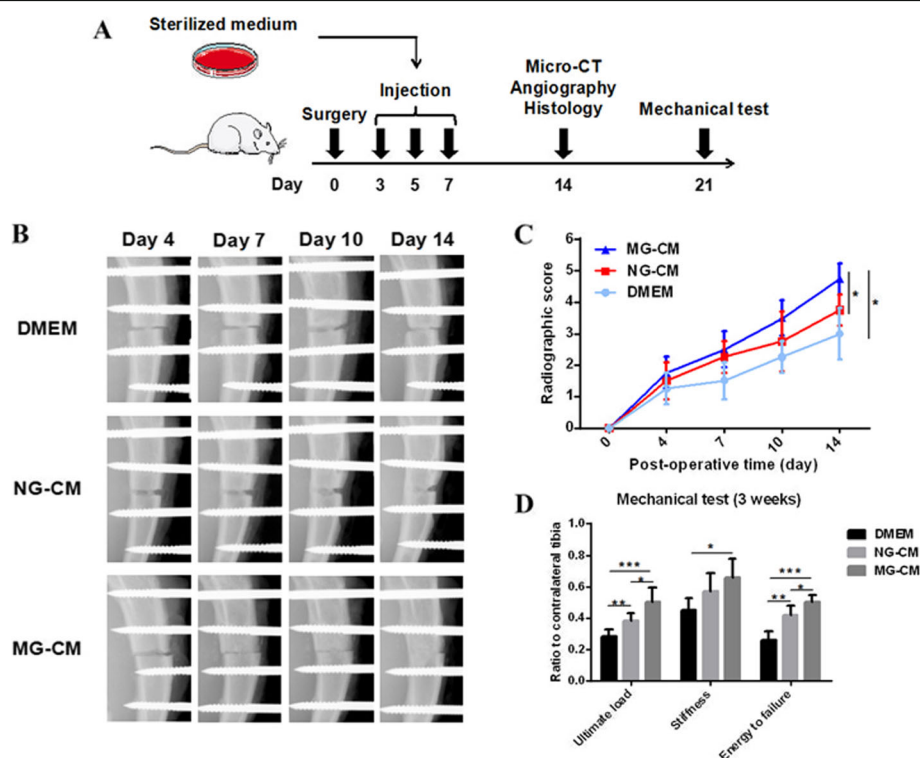 A
Sterilized medium
Injection
Surgery
Micro-CT
Angiography
Histology
Mechanical test
Day 0 3 5 7 14 21
B
Day 4 Day 7 Day 10 Day 14
DMEM
NG-CM
MG-CM
C
MG-CM
NG-CM
DMEM
Radiographic score
6
5
4
3
2
1
0
0 4 7 10 14
Post-operative time (day)
*
*
D
Mechanical test (3 weeks)
DMEM
NG-CM
MG-CM
Ratio to contralateral tibia
1.0
0.8
0.6
0.4
0.2
0.0
***
*
**
*
***
*
**
Ultimate load
Stiffness
Energy to failure